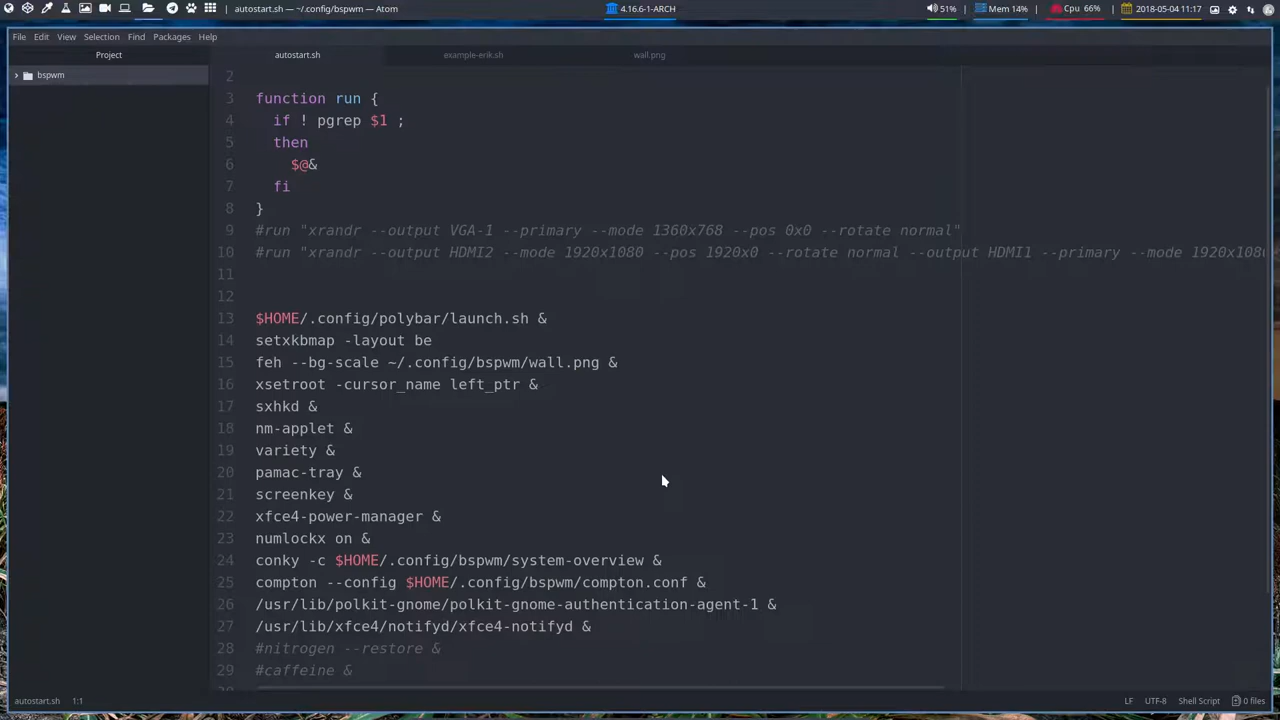 autostart.sh — ~/.config/bspwm — Atom
4.16.6-1-ARCH
51%
Mem 14%
Cpu 66%
2018-05-04 11:17
File Edit View Selection Find Packages Help
Project
autostart.sh
example-erik.sh
wall.png
bspwm
2
3 function run {
4 if ! pgrep $1 ;
5 then
6 $@&
7 fi
8 }
9 #run "xrandr --output VGA-1 --primary --mode 1360x768 --pos 0x0 --rotate normal"
10 #run "xrandr --output HDMI2 --mode 1920x1080 --pos 1920x0 --rotate normal --output HDMI1 --primary --mode 1920x108
11
12
13 $HOME/.config/polybar/launch.sh &
14 setxkbmap -layout be
15 feh --bg-scale ~/.config/bspwm/wall.png &
16 xsetroot -cursor_name left_ptr &
17 sxhkd &
18 nm-applet &
19 variety &
20 pamac-tray &
21 screenkey &
22 xfce4-power-manager &
23 numlockx on &
24 conky -c $HOME/.config/bspwm/system-overview &
25 compton --config $HOME/.config/bspwm/compton.conf &
26 /usr/lib/polkit-gnome/polkit-gnome-authentication-agent-1 &
27 /usr/lib/xfce4/notifyd/xfce4-notifyd &
28 #nitrogen --restore &
29 #caffeine &
autostart.sh 1:1
LF UTF-8 Shell Script 0 files